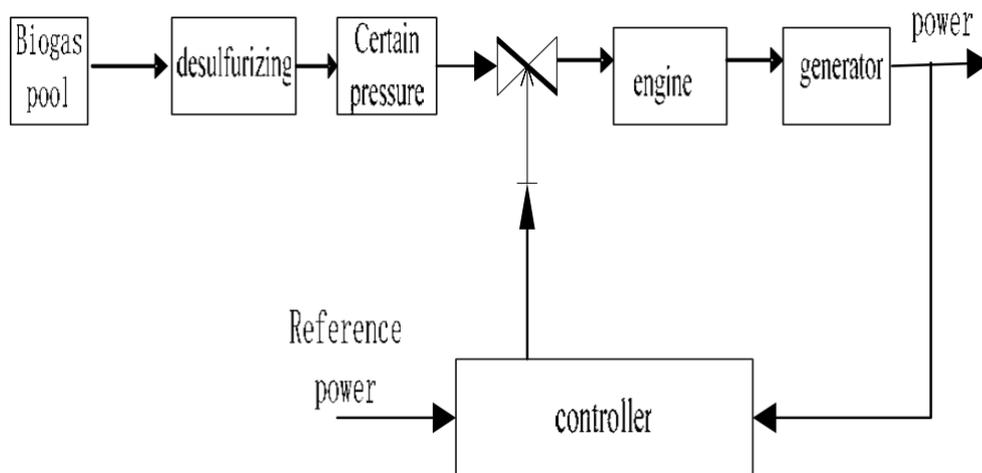 Biogas
pool
desulfurizing
Certain
pressure
engine
generator
power
Reference
power
controller